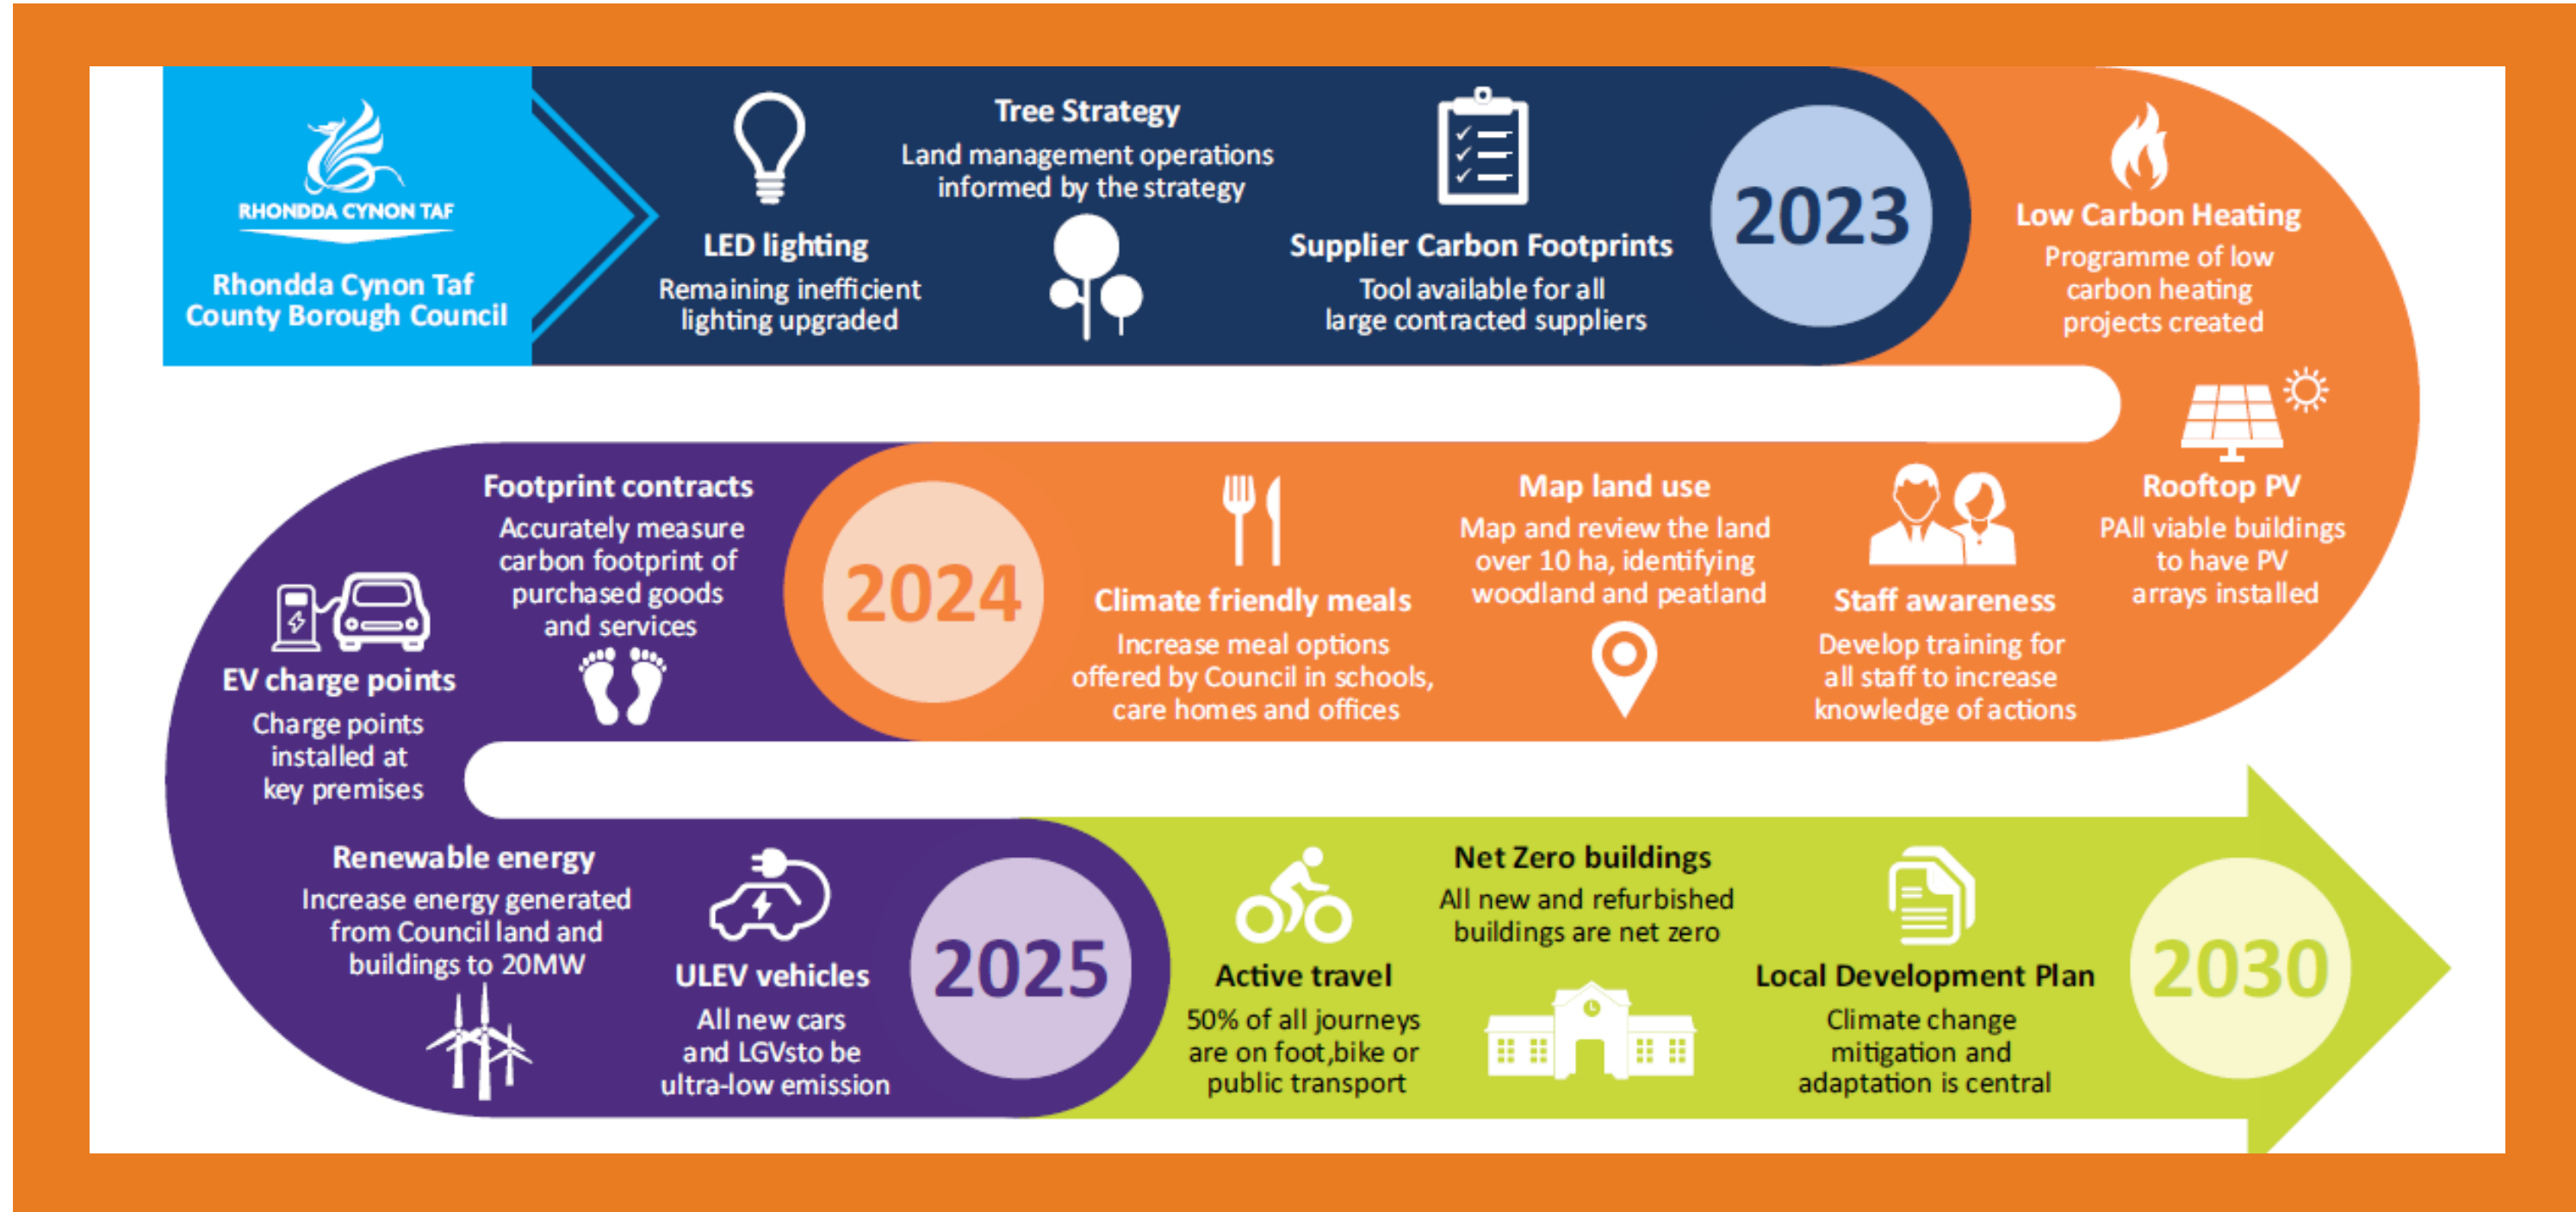 RHONDDA CYNON TAF
Rhondda Cynon Taf
County Borough Council
LED lighting
Remaining inefficient
lighting upgraded
Tree Strategy
Land management operations
informed by the strategy
Supplier Carbon Footprints
Tool available for all
large contracted suppliers
2023
Low Carbon Heating
Programme of low
carbon heating
projects created
Rooftop PV
PAll viable buildings
to have PV
arrays installed
Staff awareness
Develop training for
all staff to increase
knowledge of actions
Map land use
Map and review the land
over 10 ha, identifying
woodland and peatland
Climate friendly meals
Increase meal options
offered by Council in schools,
care homes and offices
2024
Footprint contracts
Accurately measure
carbon footprint of
purchased goods
and services
EV charge points
Charge points
installed at
key premises
Renewable energy
Increase energy generated
from Council land and
buildings to 20MW
ULEV vehicles
All new cars
and LGVsto be
ultra-low emission
2025
Active travel
50% of all journeys
are on foot,bike or
public transport
Net Zero buildings
All new and refurbished
buildings are net zero
Local Development Plan
Climate change
mitigation and
adaptation is central
2030